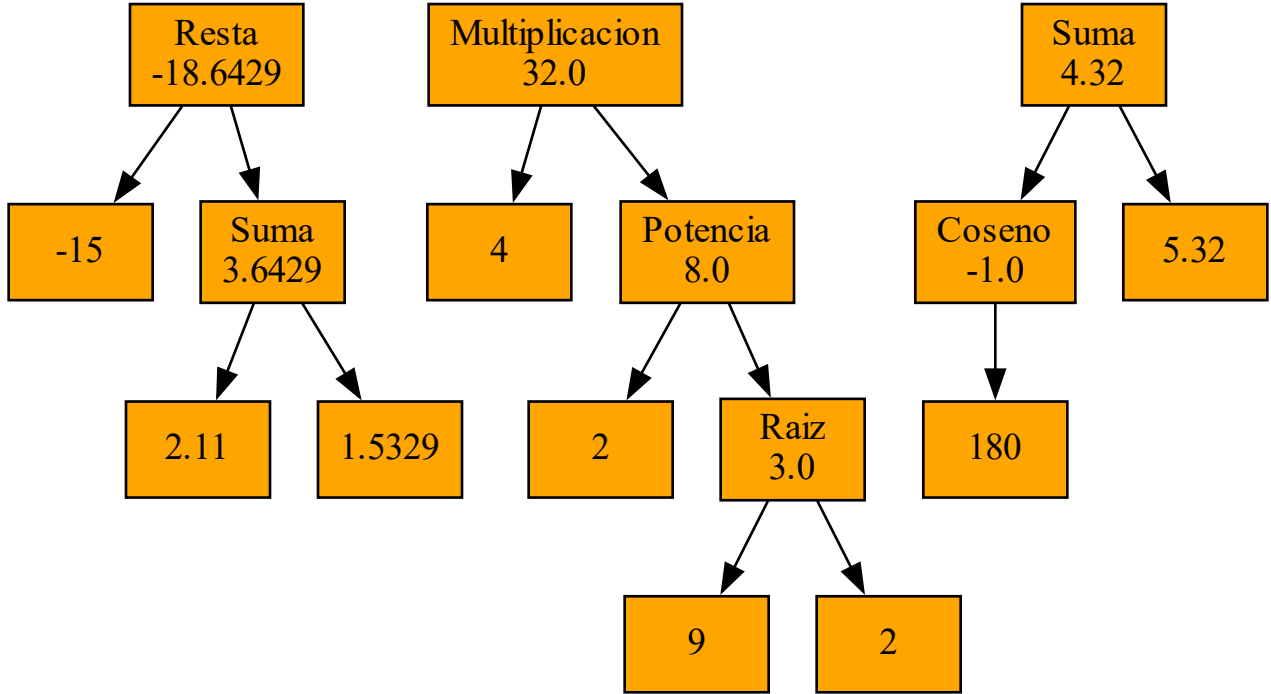 Resta
-18.6429
Multiplicacion
32.0
Suma
4.32
-15
Suma
3.6429
4
Potencia
8.0
Coseno
-1.0
5.32
2.11
1.5329
2
Raiz
3.0
180
9
2